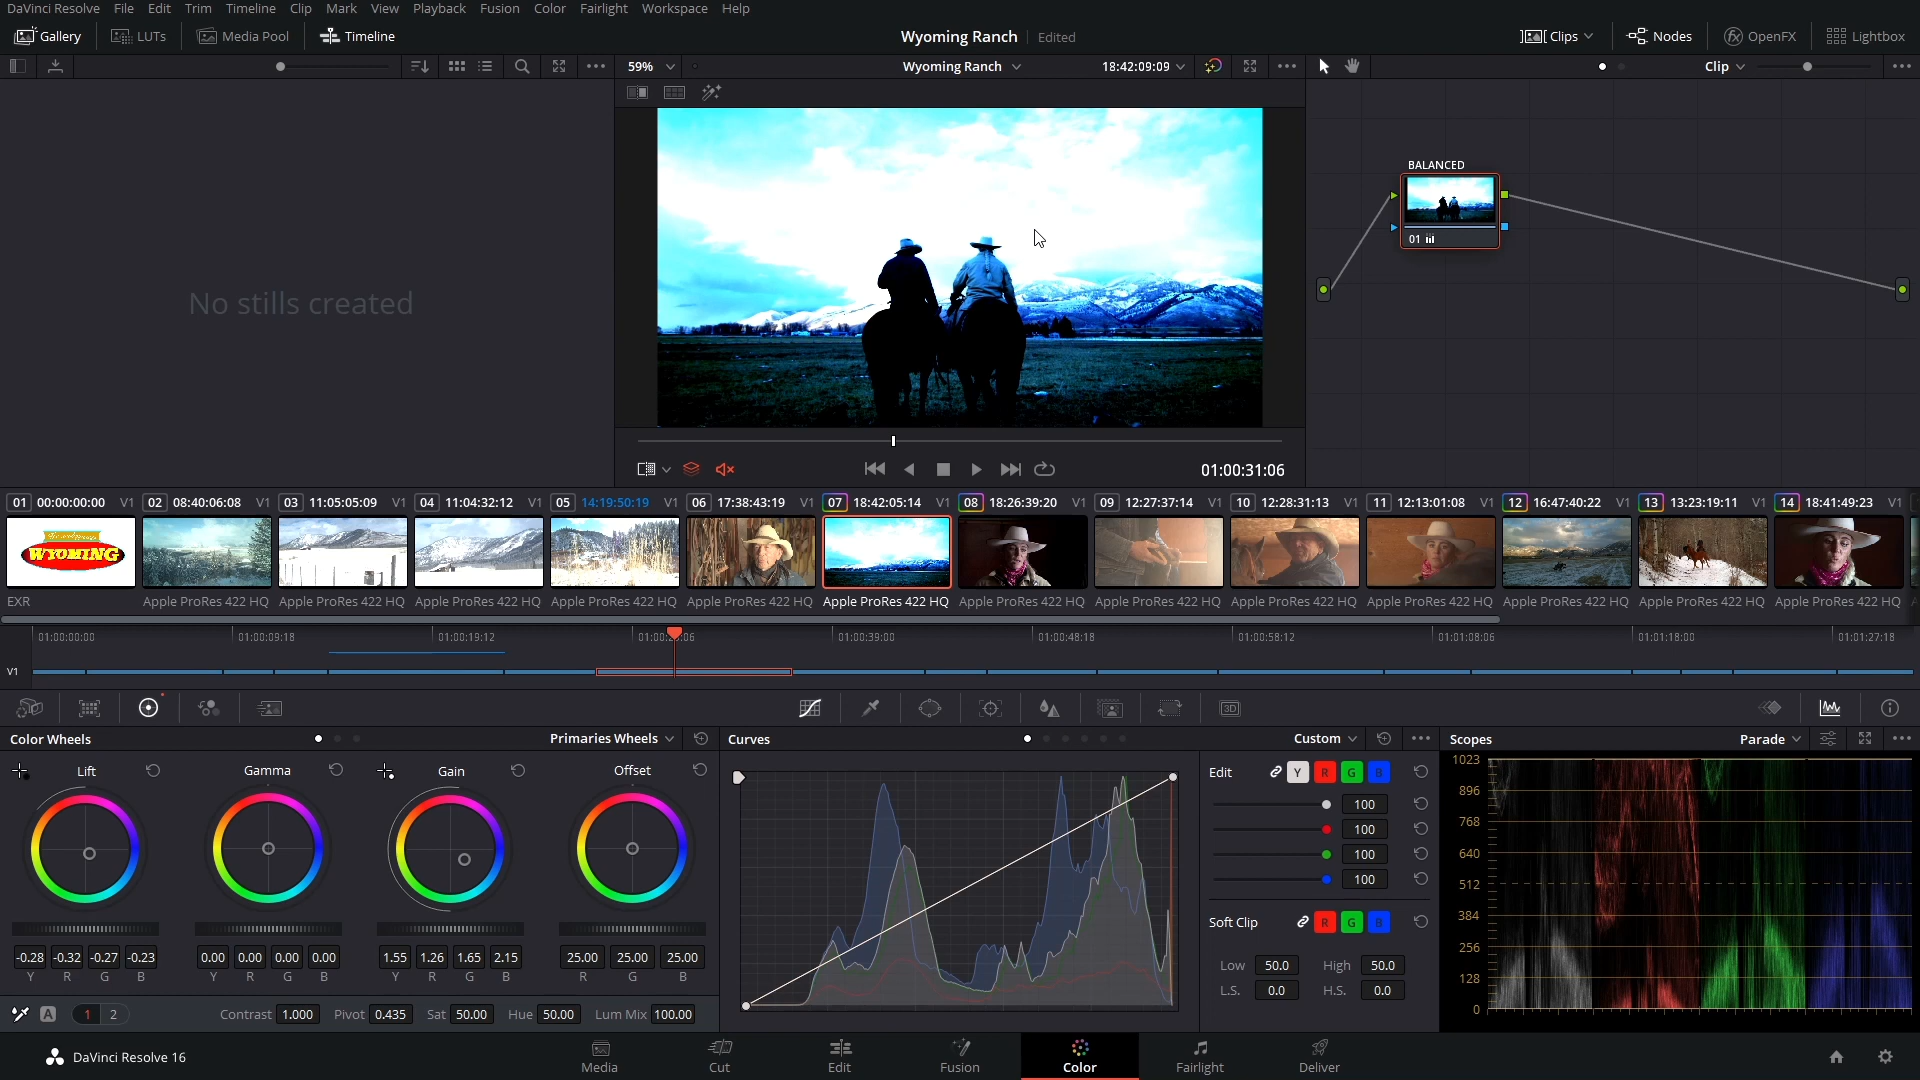 DaVinci Resolve File Edit Trim Timeline Clip Mark View Playback Fusion Color Fairlight Workspace Help
Gallery LUTs Media Pool Timeline Wyoming Ranch Edited Clips Nodes OpenFX Lightbox
59% Wyoming Ranch 18:42:09:09 Clip
BALANCED
01
No stills created
01:00:31:06
01 00:00:00:00 V1 02 08:40:06:08 V1 03 11:05:05:09 V1 04 11:04:32:12 V1 05 14:19:50:19 V1 06 17:38:43:19 V1 07 18:42:05:14 V1 08 18:26:39:20 V1 09 12:27:37:14 V1 10 12:28:31:13 V1 11 12:13:01:08 V1 12 16:47:40:22 V1 13 13:23:19:11 V1 14 18:41:49:23 V1
WYOMING
EXR Apple ProRes 422 HQ Apple ProRes 422 HQ Apple ProRes 422 HQ Apple ProRes 422 HQ Apple ProRes 422 HQ Apple ProRes 422 HQ Apple ProRes 422 HQ Apple ProRes 422 HQ Apple ProRes 422 HQ Apple ProRes 422 HQ Apple ProRes 422 HQ Apple ProRes 422 HQ Apple ProRes 422 HQ
01:00:00:00 01:00:09:18 01:00:19:12 01:00:39:00 01:00:48:18 01:00:58:12 01:01:08:06 01:01:18:00 01:01:27:18
V1
3D
Color Wheels Primaries Wheels Curves Custom Scopes Parade
Lift Gamma Gain Offset
-0.28 -0.32 -0.27 -0.23 0.00 0.00 0.00 0.00 1.55 1.26 1.65 2.15 25.00 25.00 25.00
Y R G B Y R G B Y R G B R G B
A 1 2 Contrast 1.000 Pivot 0.435 Sat 50.00 Hue 50.00 Lum Mix 100.00
Edit Y R G B
100
100
100
100
Soft Clip R G B
Low 50.0 High 50.0
L.S. 0.0 H.S. 0.0
1023
896
768
640
512
384
256
128
0
DaVinci Resolve 16 Media Cut Edit Fusion Color Fairlight Deliver